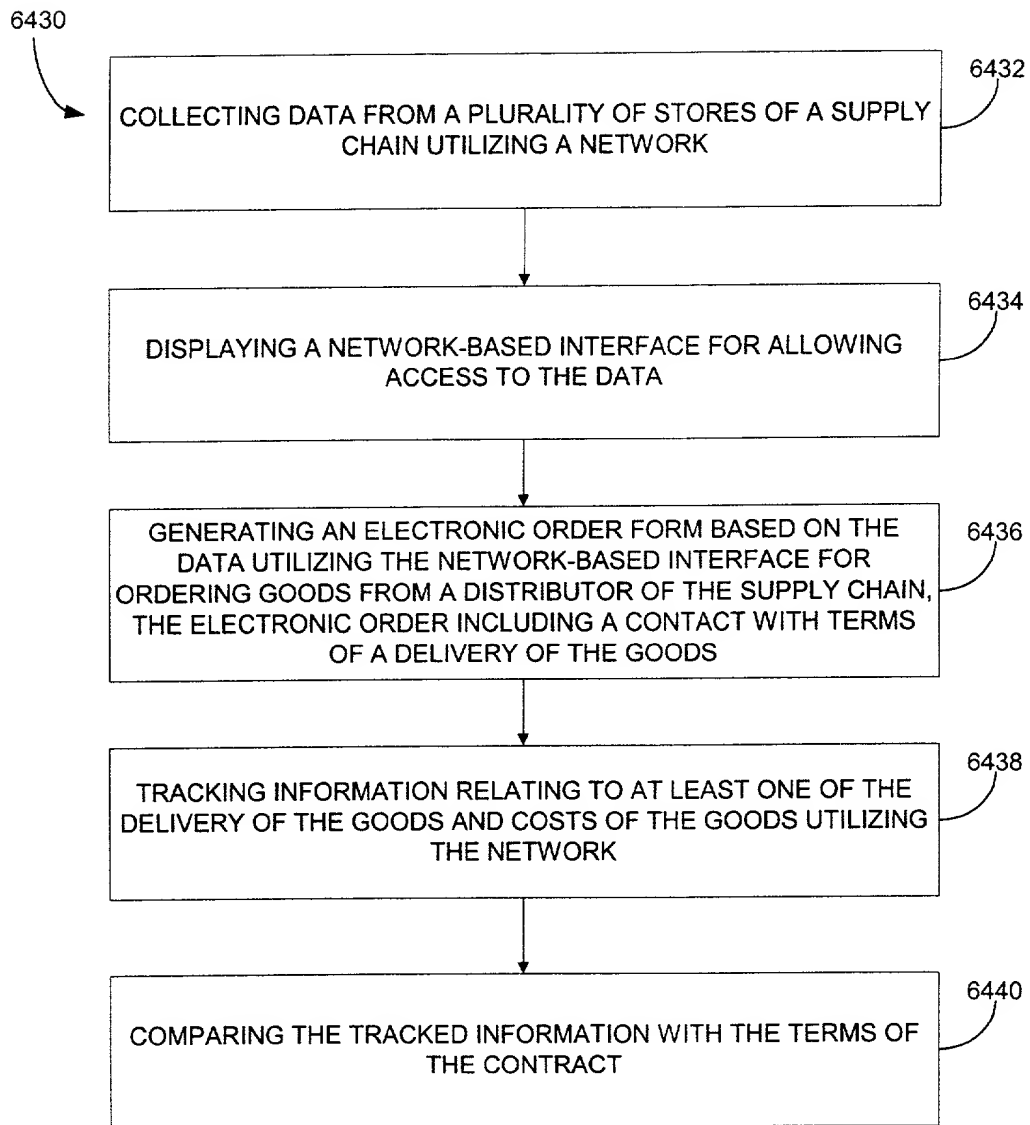 6430
6432
COLLECTING DATA FROM A PLURALITY OF STORES OF A SUPPLY
CHAIN UTILIZING A NETWORK
6434
DISPLAYING A NETWORK-BASED INTERFACE FOR ALLOWING
ACCESS TO THE DATA
6436
GENERATING AN ELECTRONIC ORDER FORM BASED ON THE
DATA UTILIZING THE NETWORK-BASED INTERFACE FOR
ORDERING GOODS FROM A DISTRIBUTOR OF THE SUPPLY CHAIN,
THE ELECTRONIC ORDER INCLUDING A CONTACT WITH TERMS
OF A DELIVERY OF THE GOODS
6438
TRACKING INFORMATION RELATING TO AT LEAST ONE OF THE
DELIVERY OF THE GOODS AND COSTS OF THE GOODS UTILIZING
THE NETWORK
6440
COMPARING THE TRACKED INFORMATION WITH THE TERMS OF
THE CONTRACT